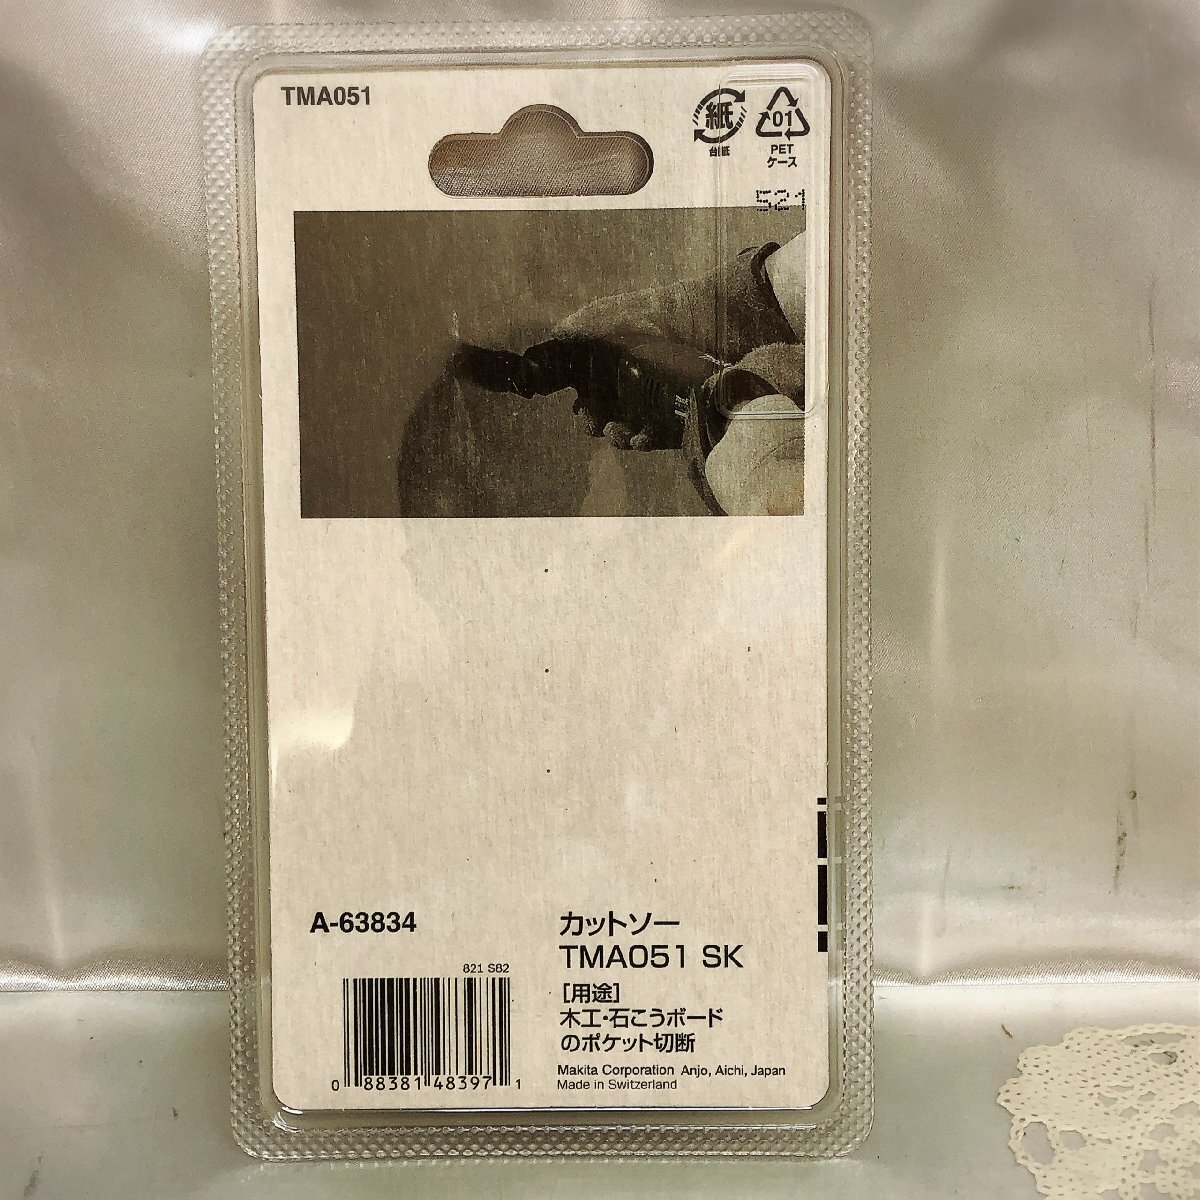 TMA051
紙
台紙
01
PET
ケース
521
A-63834
821 S82
0 88381 48397 1
カットソー
TMA051 SK
[用途]
木工・石こうボード
のポケット切断
Makita Corporation Anjo, Aichi, Japan
Made in Switzerland